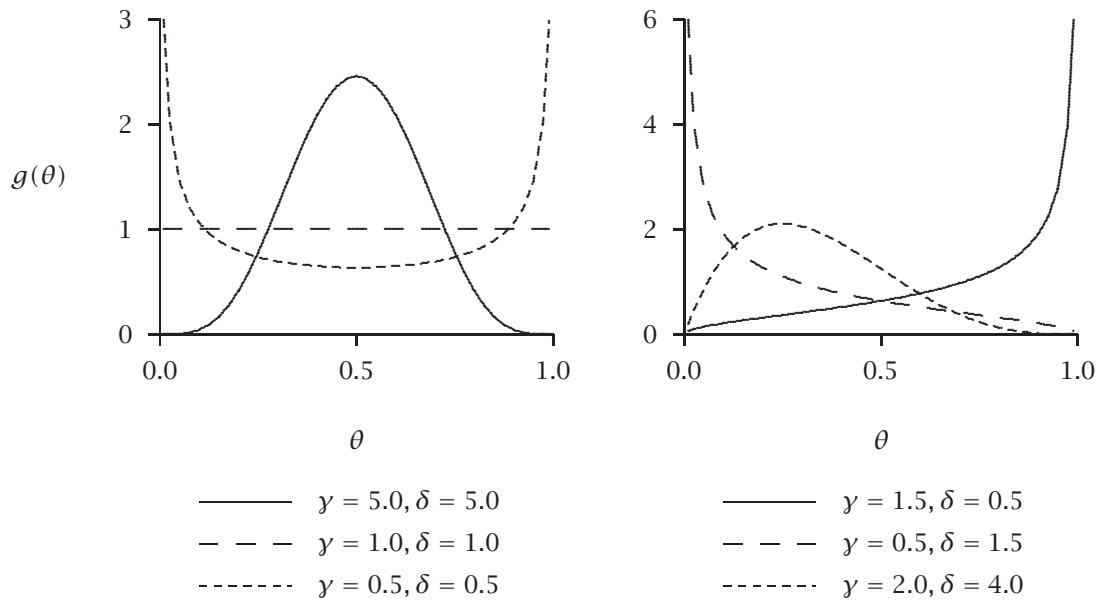 3
2
1
0
g(θ)
0.0 0.5 1.0
θ
γ = 5.0, δ = 5.0
γ = 1.0, δ = 1.0
γ = 0.5, δ = 0.5
6
4
2
0
0.0 0.5 1.0
θ
γ = 1.5, δ = 0.5
γ = 0.5, δ = 1.5
γ = 2.0, δ = 4.0